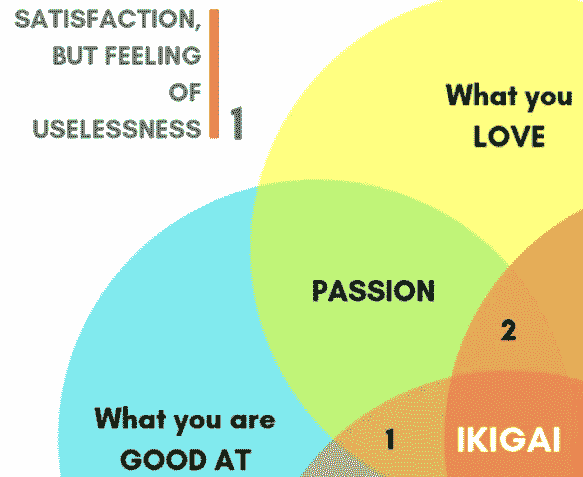 SATISFACTION,
BUT FEELING
OF
USELESSNESS
1
What you
LOVE
PASSION
2
What you are
GOOD AT
1
IKIGAI